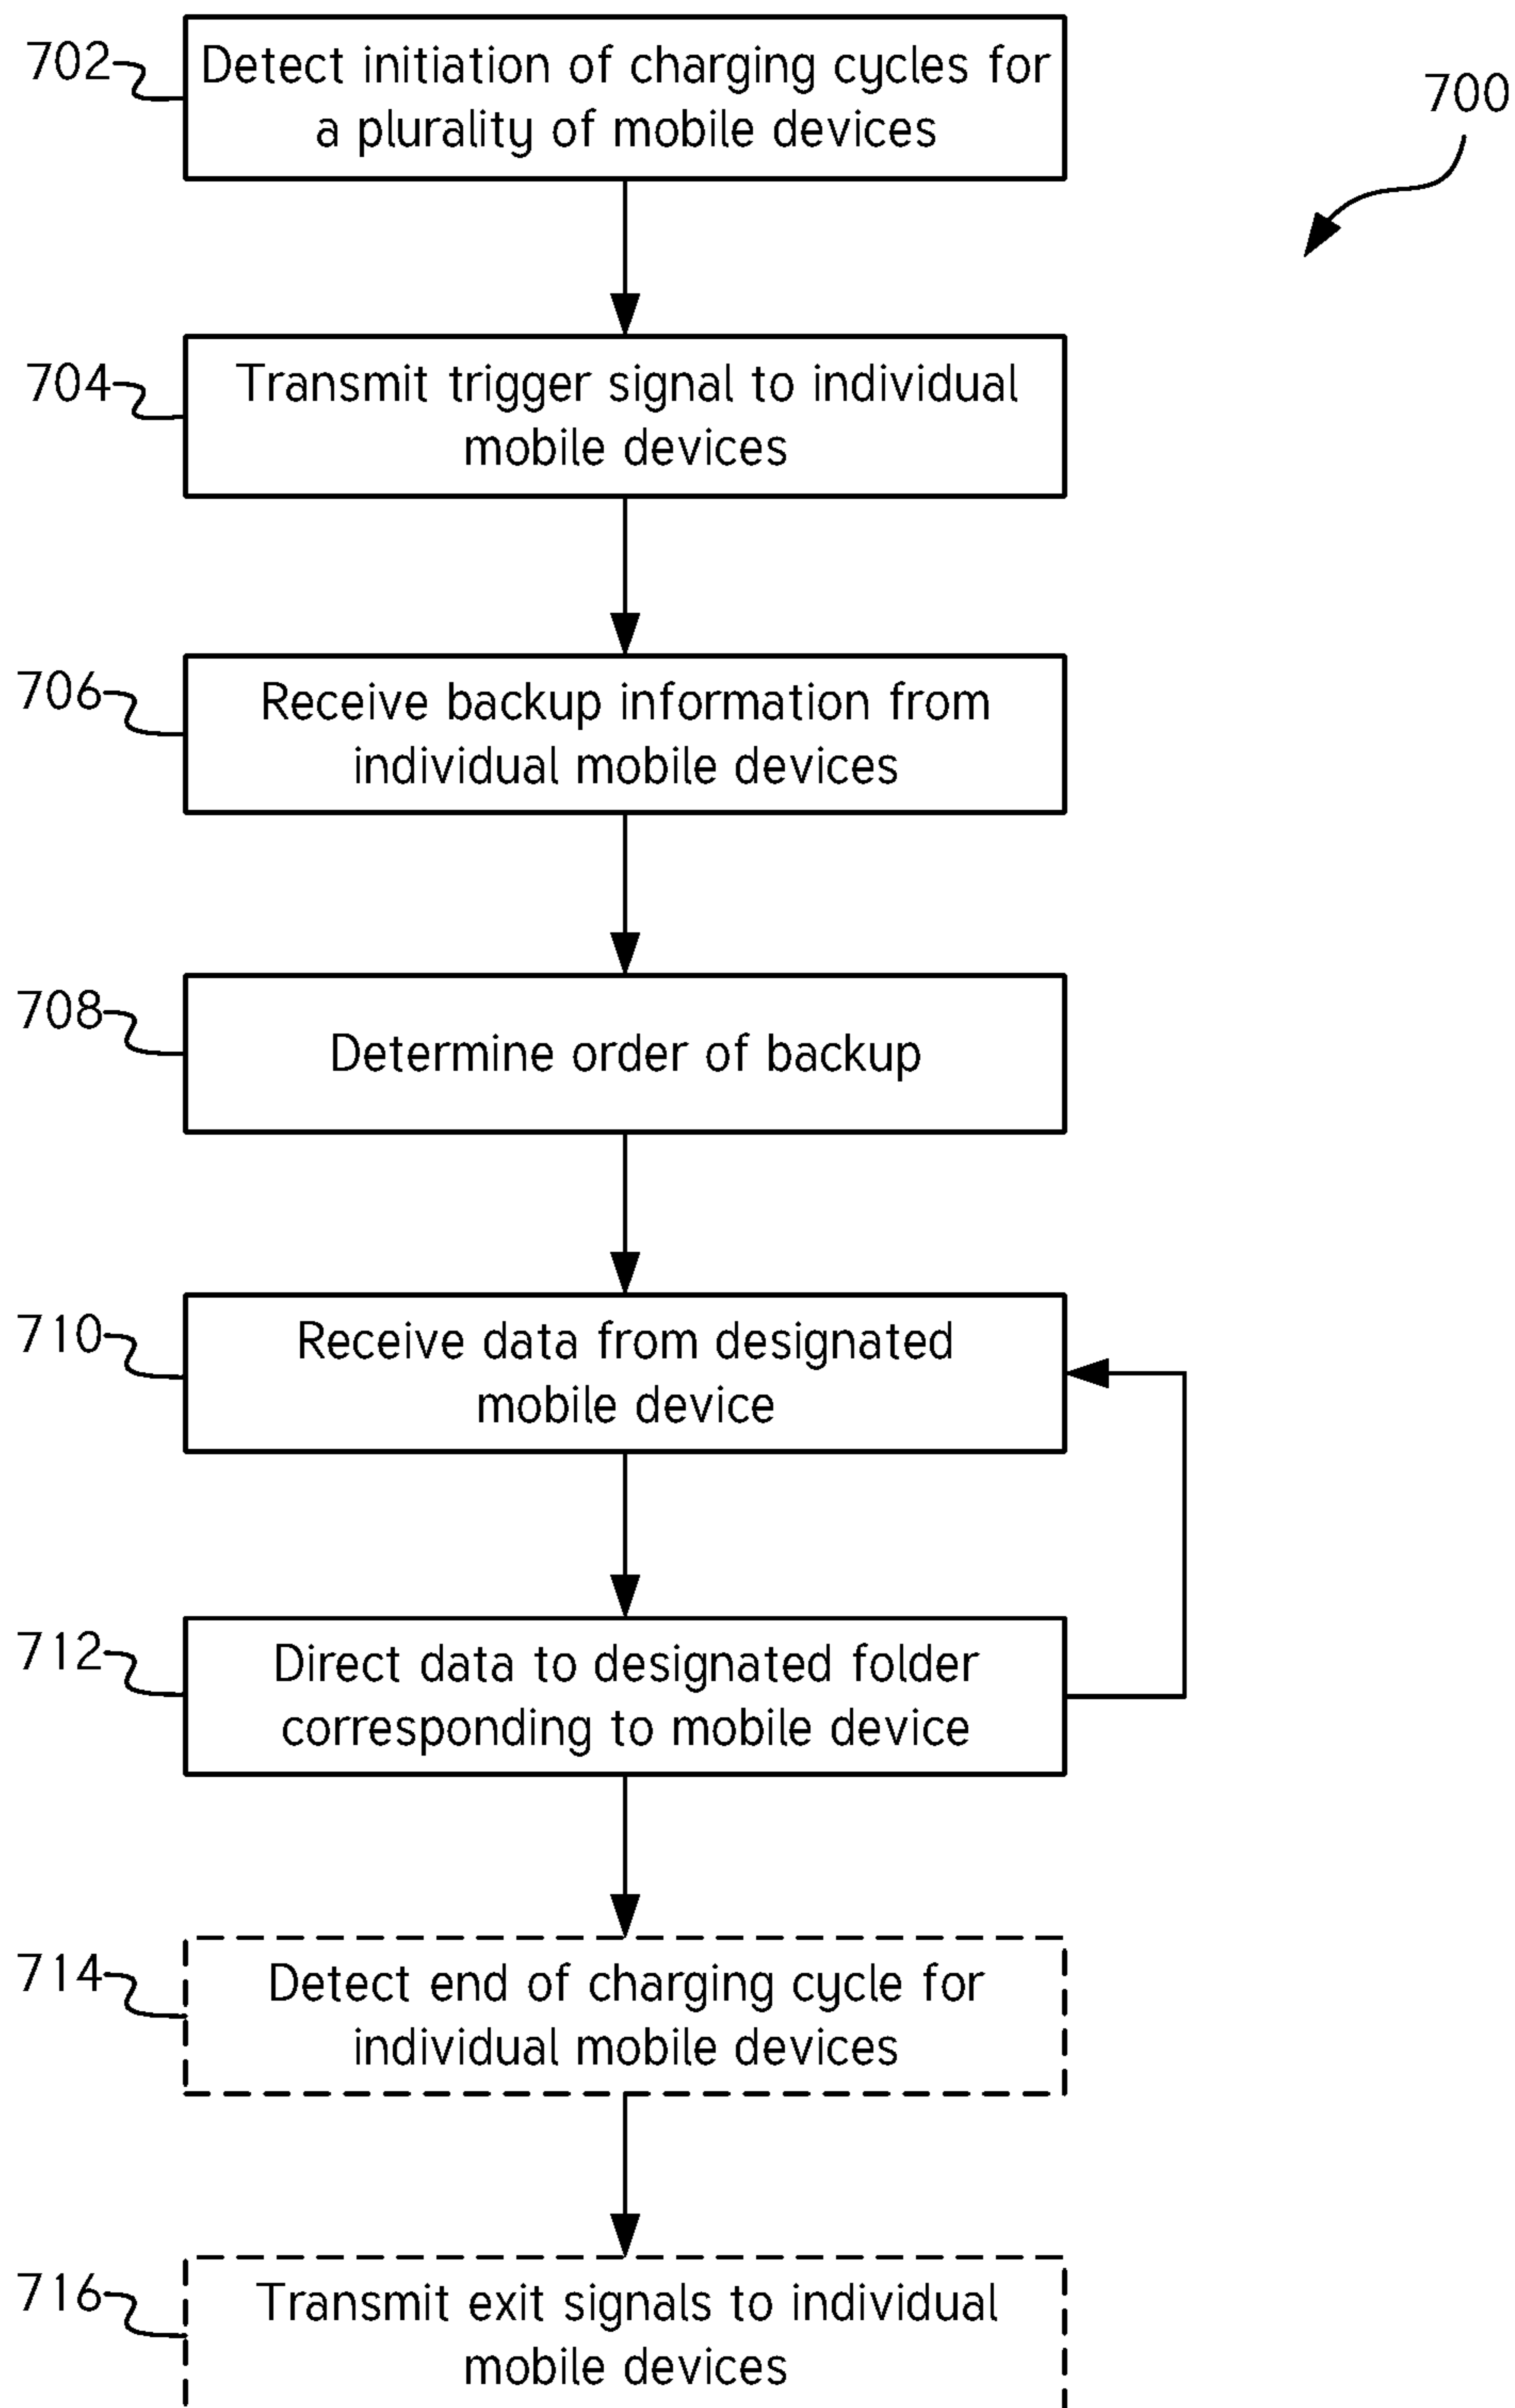 702
Detect initiation of charging cycles for
a plurality of mobile devices
700
704
Transmit trigger signal to individual
mobile devices
706
Receive backup information from
individual mobile devices
708
Determine order of backup
710
Receive data from designated
mobile device
712
Direct data to designated folder
corresponding to mobile device
714
Detect end of charging cycle for
individual mobile devices
716
Transmit exit signals to individual
mobile devices